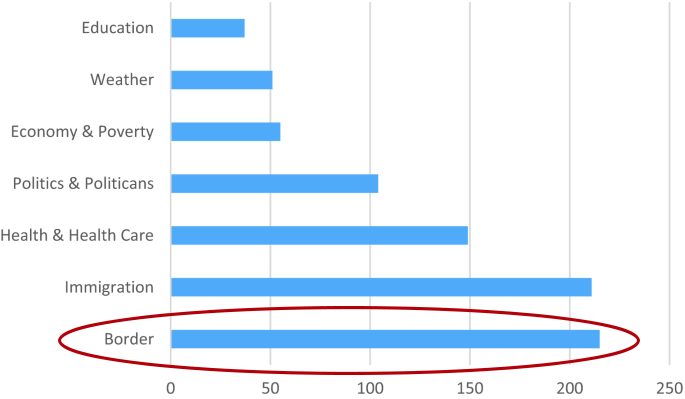 Education
Weather
Economy & Poverty
Politics & Politicans
Health & Health Care
Immigration
Border
0 50 100 150 200 250